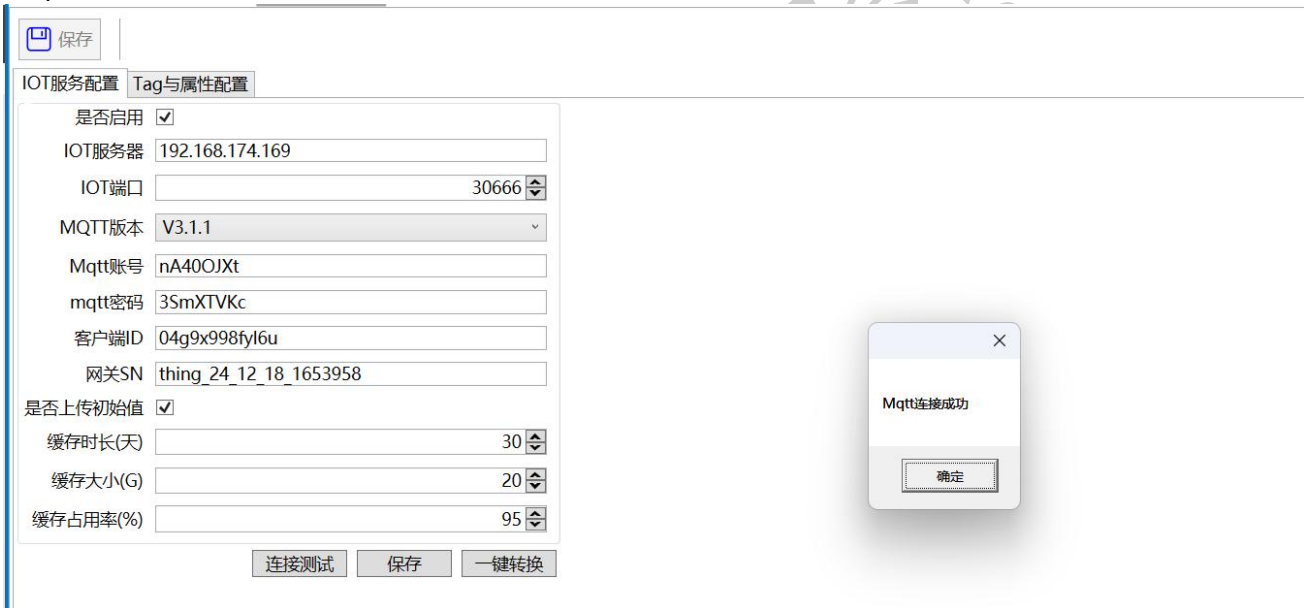 保存
IOT服务配置 Tag与属性配置
是否启用
IOT服务器 192.168.174.169
IOT端口 30666
MQTT版本 V3.1.1
Mqtt账号 nA40OJXt
mqtt密码 3SmXTVKc
客户端ID 04g9x998fyl6u
网关SN thing_24_12_18_1653958
是否上传初始值
缓存时长(天) 30
缓存大小(G) 20
缓存占用率(%) 95
连接测试 保存 一键转换
Mqtt连接成功
确定